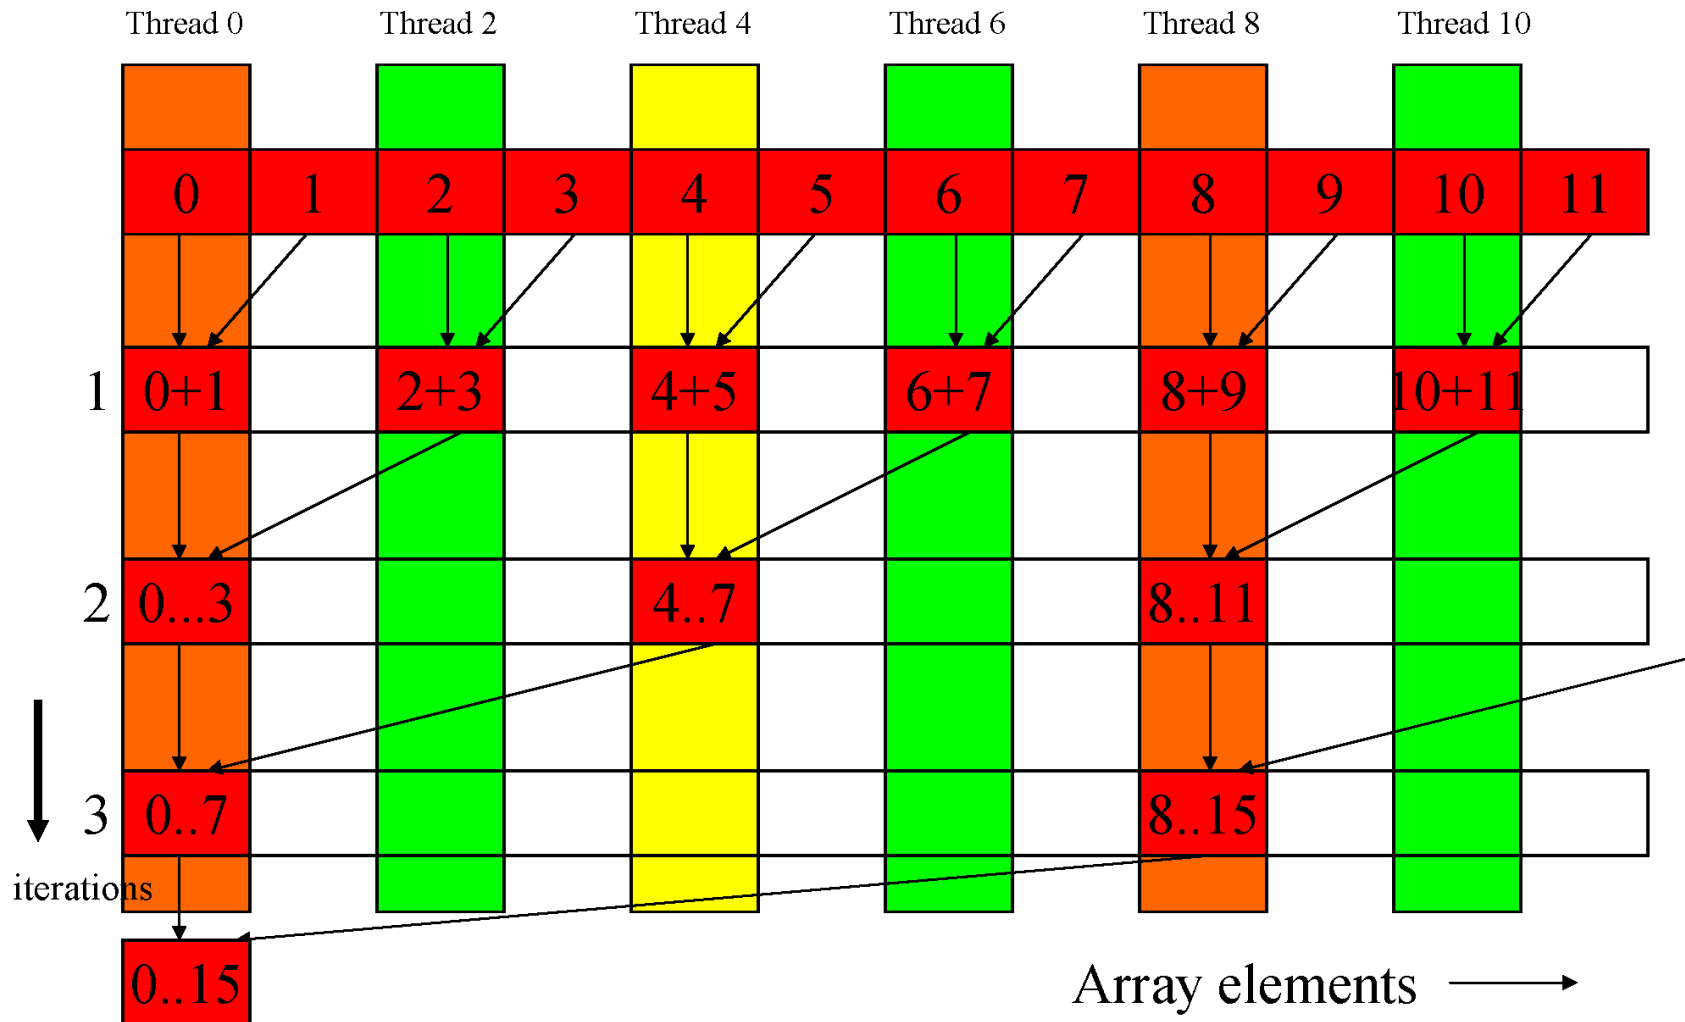 Thread 0 Thread 2 Thread 4 Thread 6 Thread 8 Thread 10
0 1 2 3 4 5 6 7 8 9 10 11
1 0+1 2+3 4+5 6+7 8+9 10+11
2 0...3 4..7 8..11
3 0..7 8..15
iterations
0..15
Array elements